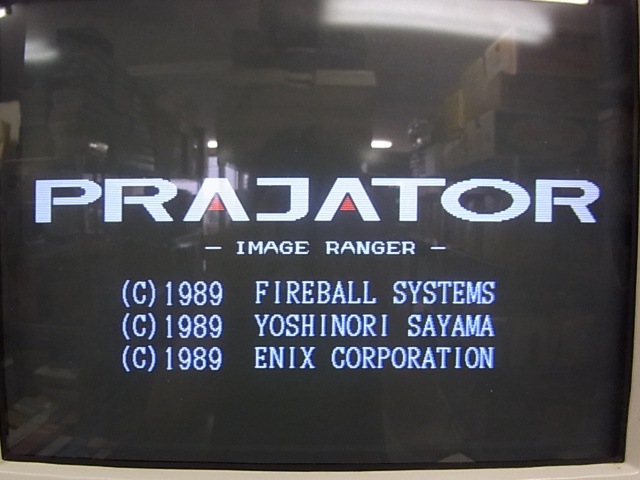 PRAJATOR
- IMAGE RANGER -
(C)1989 FIREBALL SYSTEMS
(C)1989 YOSHINORI SAYAMA
(C)1989 ENIX CORPORATION